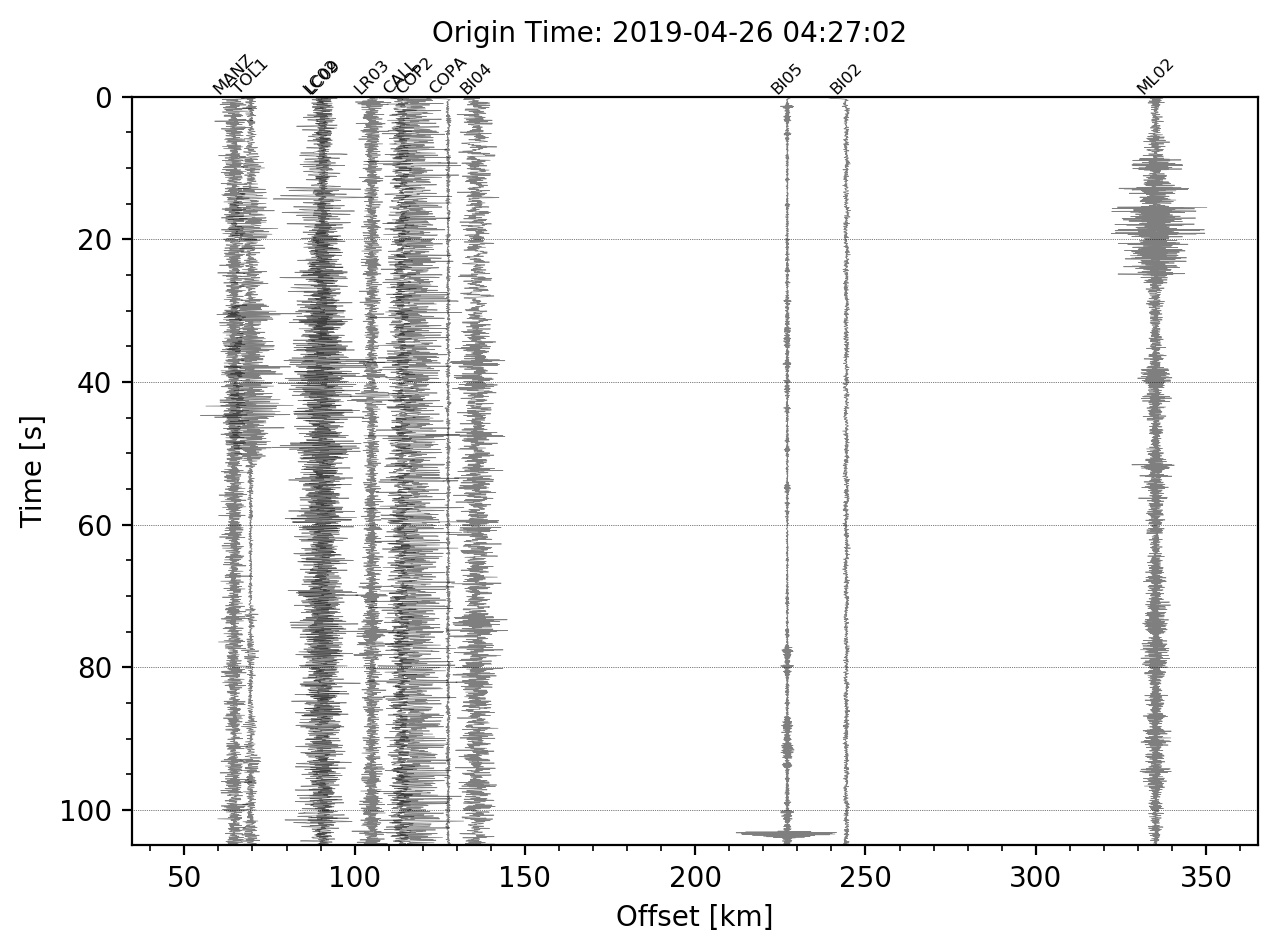 Origin Time: 2019-04-26 04:27:02
MANZ TOL1 LC09 LR03 CALL COP2 COPA BI04 BI05 BI02 ML02
0
20
40
60
80
100
Time [s]
50 100 150 200 250 300 350
Offset [km]